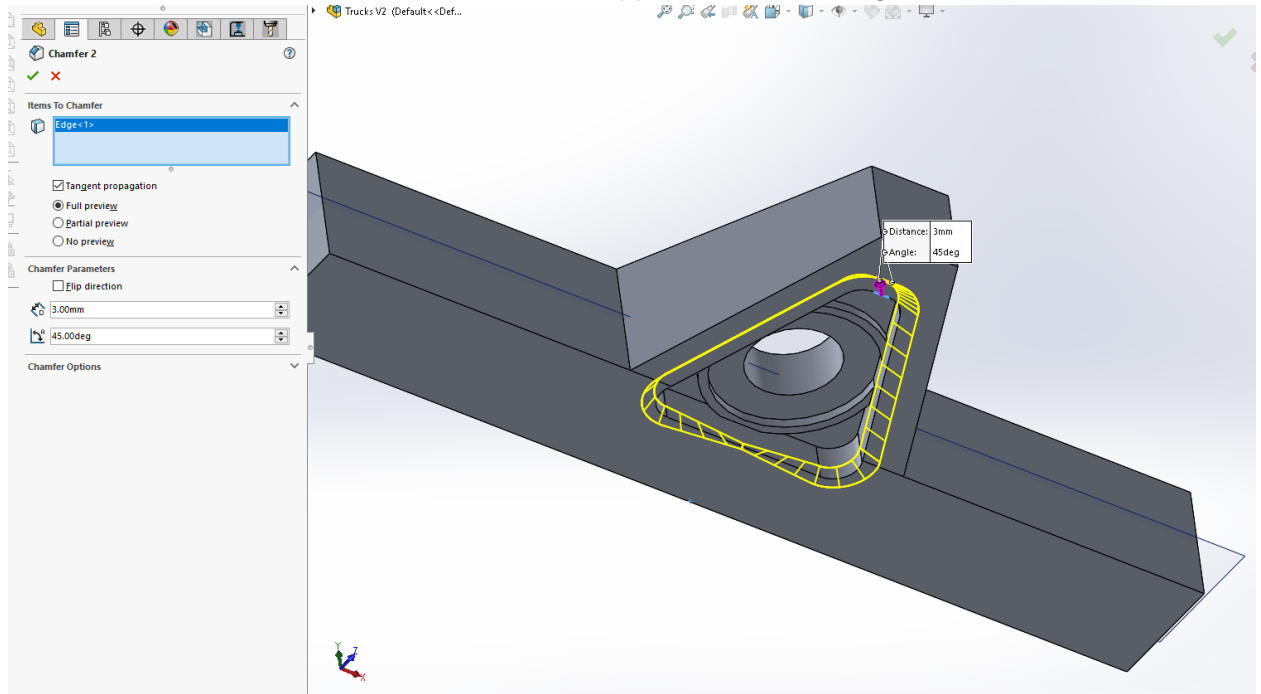 Trucks V2 (Default<<Def...
Chamfer 2
Items To Chamfer
Edge<1>
Tangent propagation
Full preview
Partial preview
No preview
Chamfer Parameters
Flip direction
3.00mm
45.00deg
Chamfer Options
Distance: 3mm
Angle: 45deg
Y
Z
X